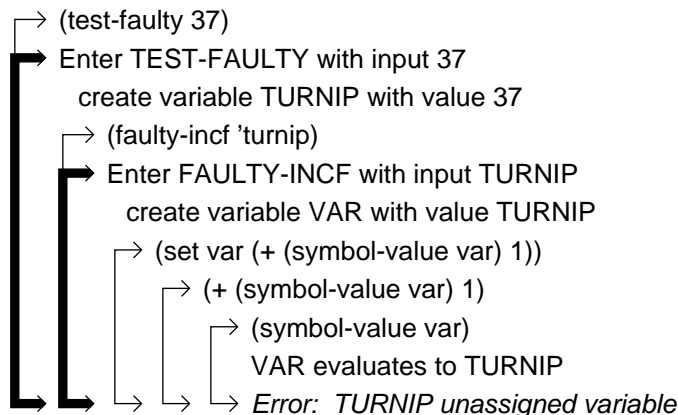 (test-faulty 37)
Enter TEST-FAULTY with input 37
create variable TURNIP with value 37
(faulty-incf ’turnip)
Enter FAULTY-INCF with input TURNIP
create variable VAR with value TURNIP
(set var (+ (symbol-value var) 1))
(+ (symbol-value var) 1)
(symbol-value var)
VAR evaluates to TURNIP
Error: TURNIP unassigned variable